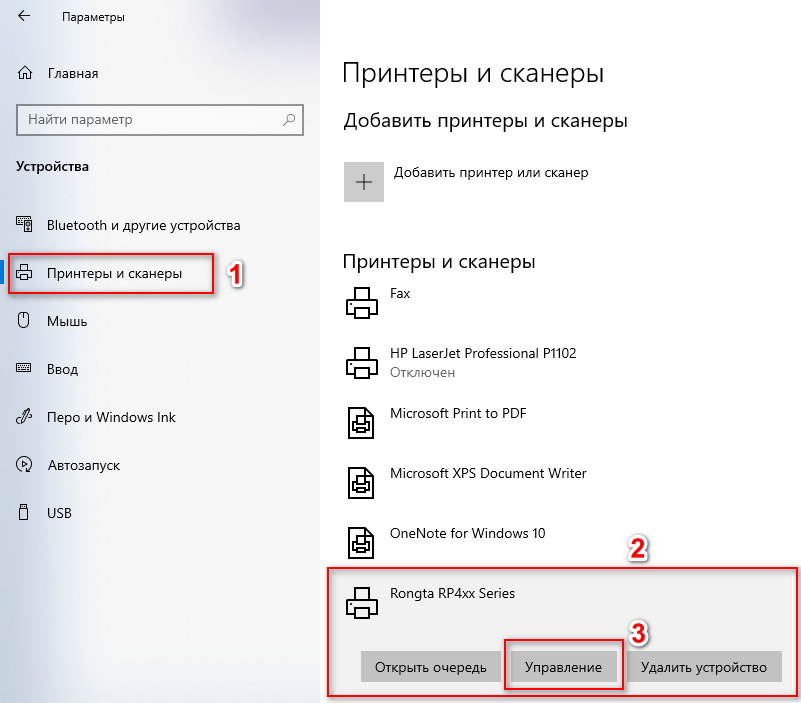 Параметры
Главная
Найти параметр
Устройства
Bluetooth и другие устройства
Принтеры и сканеры
1
Мышь
Ввод
Перо и Windows Ink
Автозапуск
USB
Принтеры и сканеры
Добавить принтеры и сканеры
Добавить принтер или сканер
Принтеры и сканеры
Fax
HP LaserJet Professional P1102
Отключен
Microsoft Print to PDF
Microsoft XPS Document Writer
OneNote for Windows 10
2
Rongta RP4xx Series
3
Открыть очередь Управление Удалить устройство